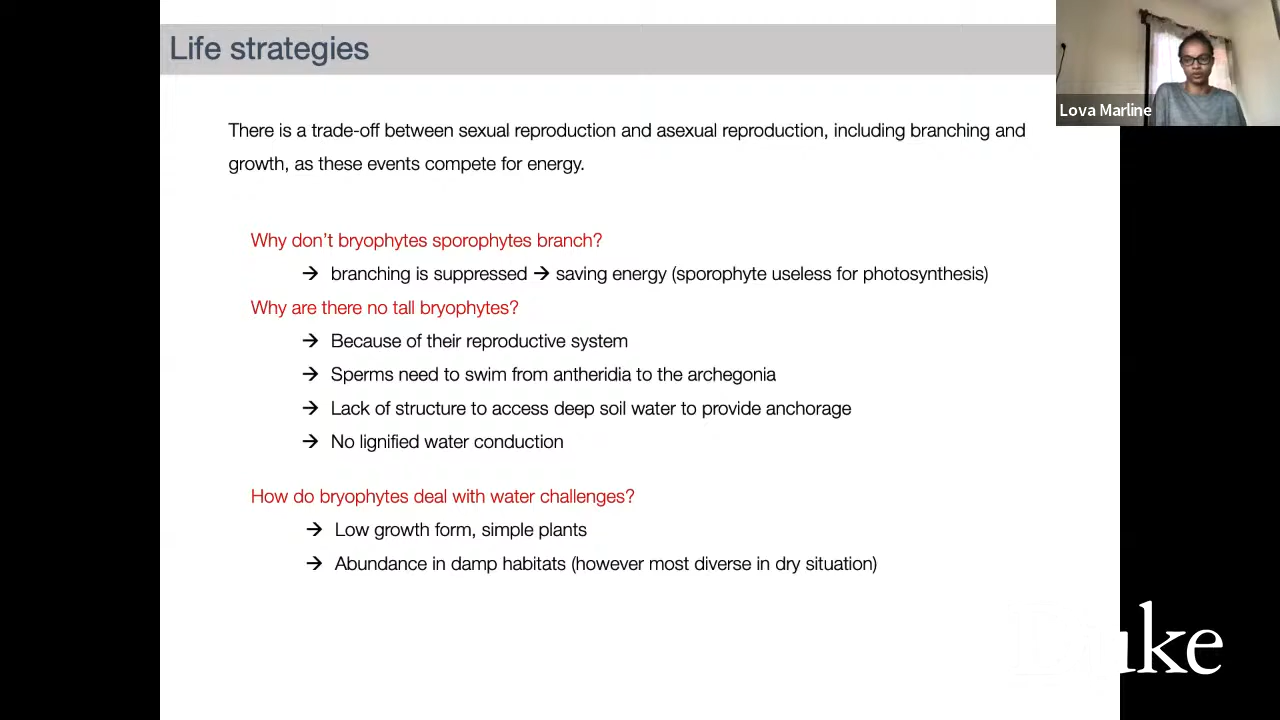 Life strategies
Lova Marline
There is a trade-off between sexual reproduction and asexual reproduction, including branching and
growth, as these events compete for energy.
Why don't bryophytes sporophytes branch?
→ branching is suppressed → saving energy (sporophyte useless for photosynthesis)
Why are there no tall bryophytes?
→ Because of their reproductive system
→ Sperms need to swim from antheridia to the archegonia
→ Lack of structure to access deep soil water to provide anchorage
→ No lignified water conduction
How do bryophytes deal with water challenges?
→ Low growth form, simple plants
→ Abundance in damp habitats (however most diverse in dry situation)
Duke